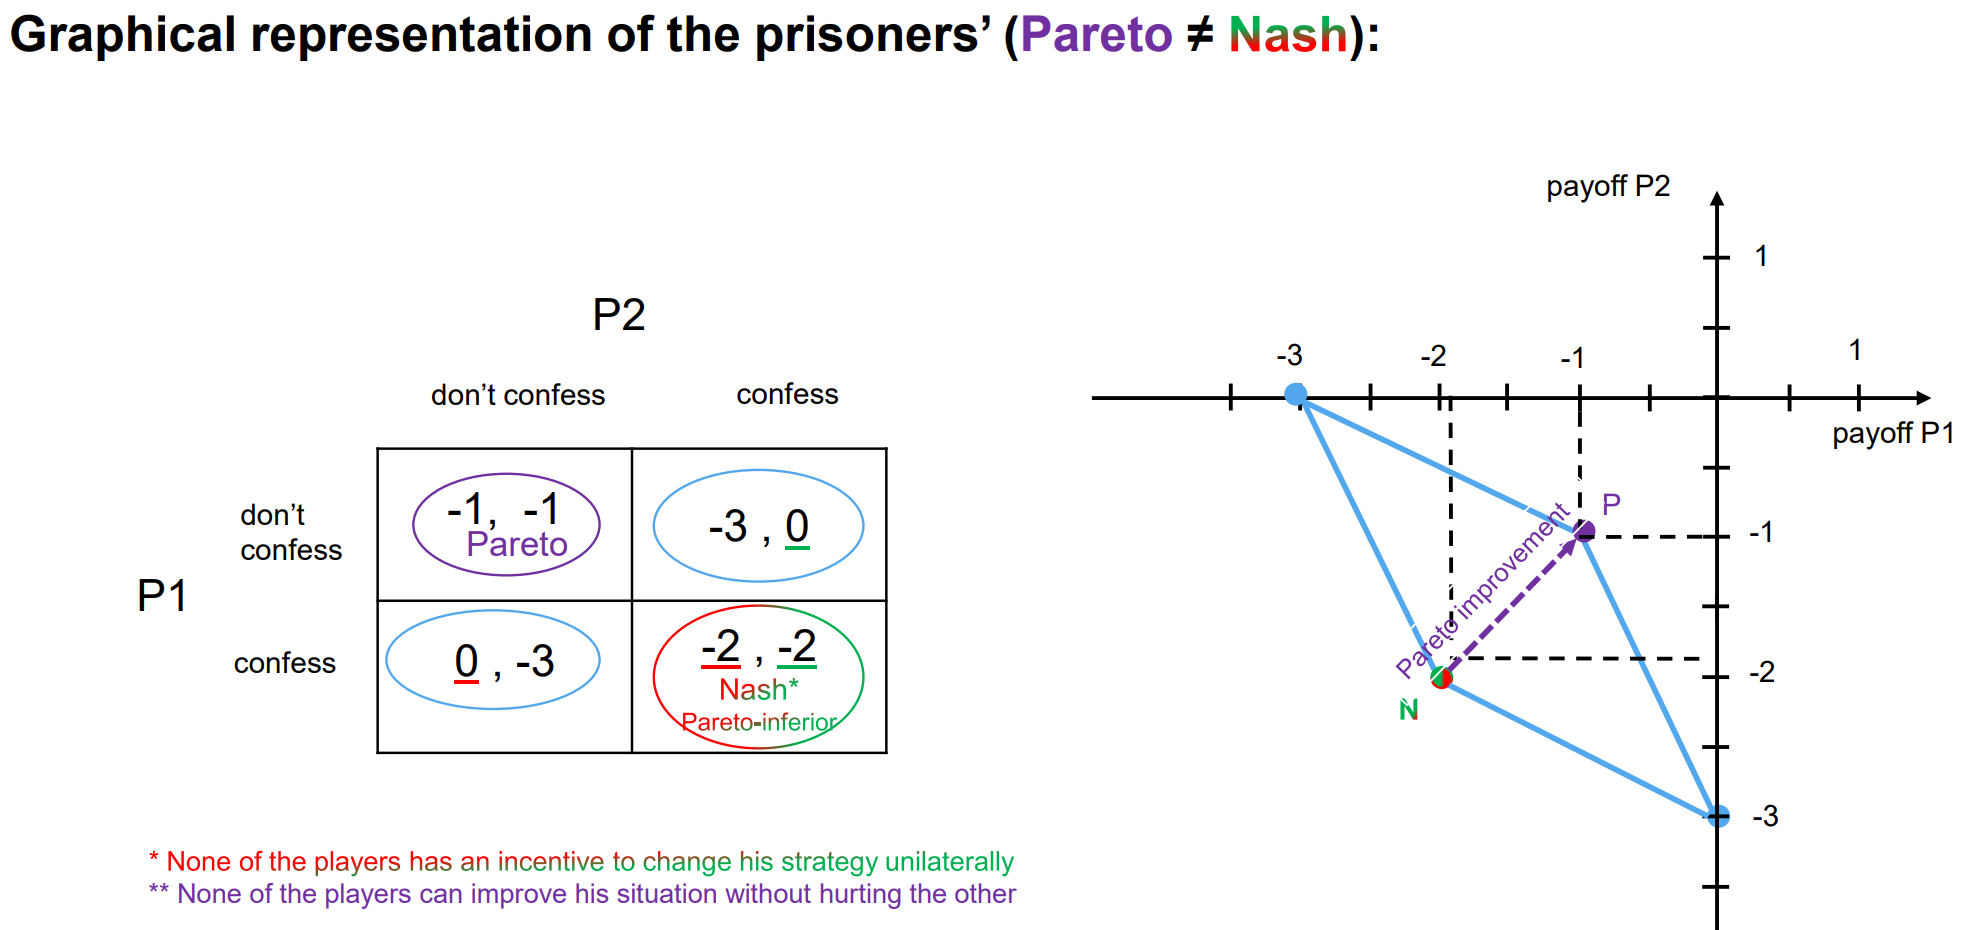 Graphical representation of the prisoners’ (Pareto ≠ Nash):
P2
don’t confess
confess
P1
don’t
confess
-1, -1
Pareto
-3 , 0
confess
0 , -3
-2 , -2
Nash*
Pareto-inferior
* None of the players has an incentive to change his strategy unilaterally
** None of the players can improve his situation without hurting the other
payoff P2
1
-3
-2
-1
1
payoff P1
P
-1
Pareto improvement
-2
N
-3